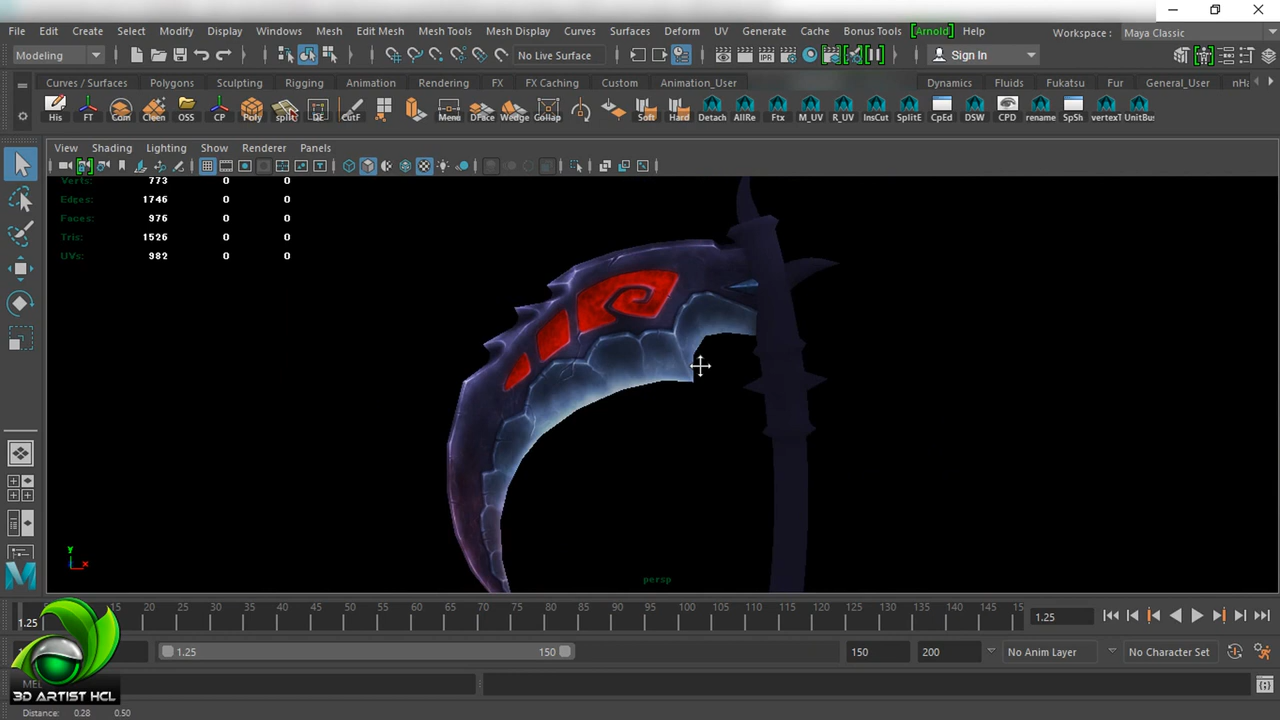 File Edit Create Select Modify Display Windows Mesh Edit Mesh Mesh Tools Mesh Display Curves Surfaces Deform UV Generate Cache Bonus Tools [Arnold] Help Workspace : Maya Classic
Modeling No Live Surface Sign In
Curves / Surfaces Polygons Sculpting Rigging Animation Rendering FX FX Caching Custom Animation_User Dynamics Fluids Fukatsu Fur General_User nHa
His FT Cen Cleen OSS CP Poly split DE CutF Menu DFace Wedge Collap Soft Hard Detach AllRe Ftx M_UV R_UV InsCut SplitE CpEd DSW CPD rename SpSh vertexT UnitBus
View Shading Lighting Show Renderer Panels
Verts: 773 0 0
Edges: 1746 0 0
Faces: 976 0 0
Tris: 1526 0 0
UVs: 982 0 0
persp
15 20 25 30 35 40 45 50 55 60 65 70 75 80 85 90 95 100 105 110 115 120 125 130 135 140 145 15
1.25 1.25
1.25 150 150 200 No Anim Layer No Character Set
MEL
3D ARTIST HCL
Distance: 0.28 0.50